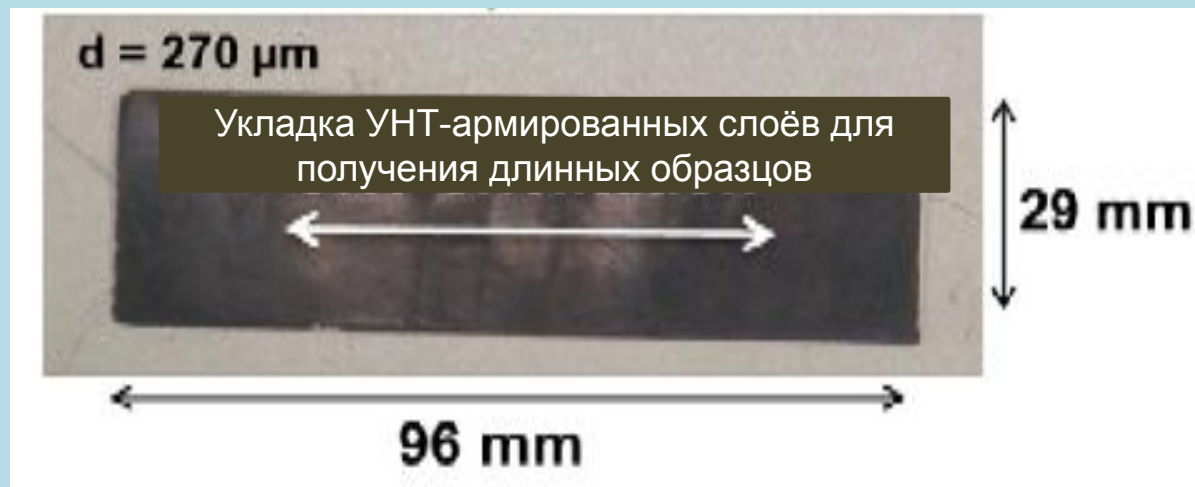 d = 270 µm
Укладка УНТ-армированных слоёв для
получения длинных образцов
29 mm
96 mm